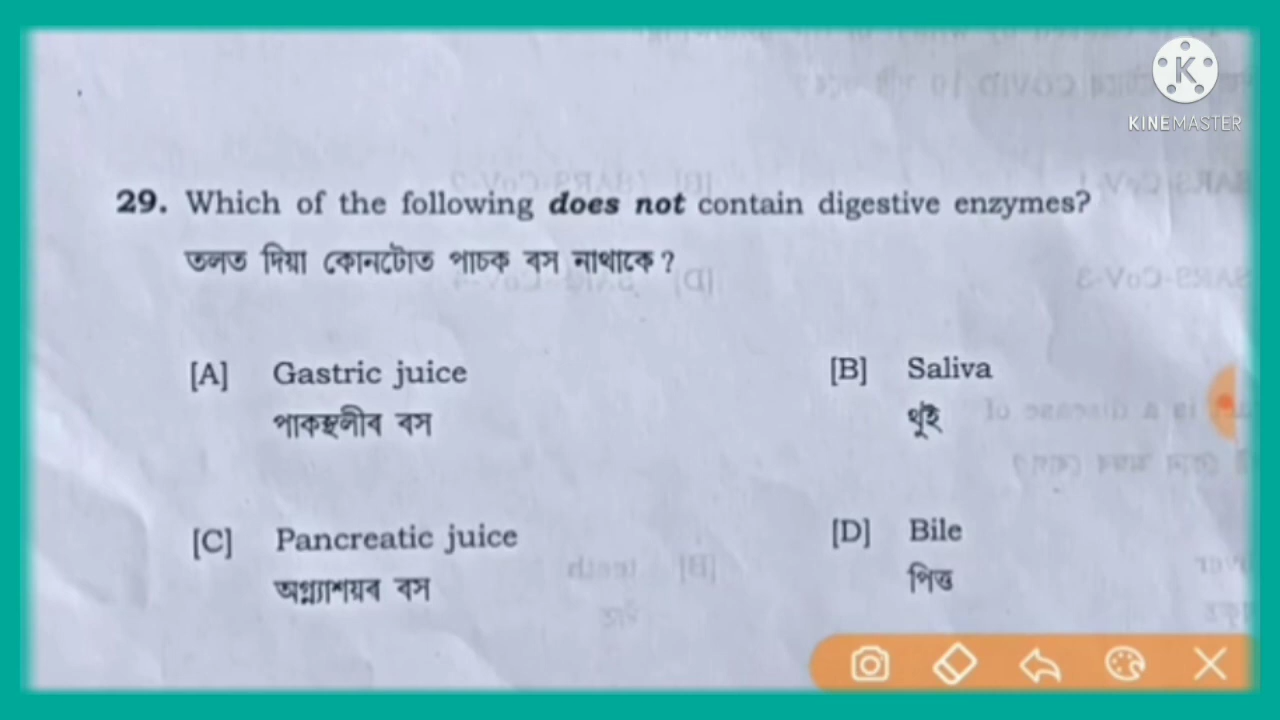 KINEMASTER
29. Which of the following does not contain digestive enzymes?
তলত দিয়া কোনটোত পাচক ৰস নাথাকে ?
[A] Gastric juice
পাকস্থলীৰ ৰস
[B] Saliva
থুঁই
[C] Pancreatic juice
অগ্ন্যাশয়ৰ ৰস
[D] Bile
পিত্ত